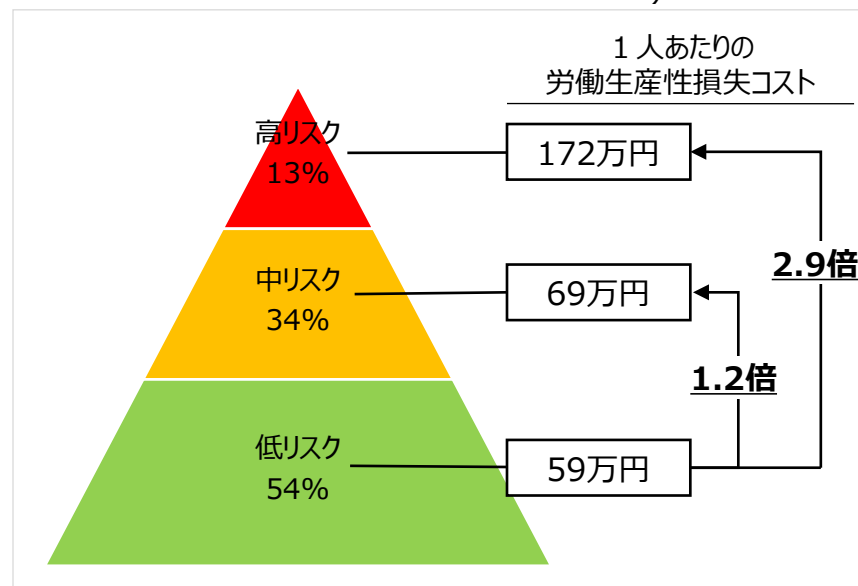 1 人あたりの
労働生産性損失コスト
高リスク
13%
172万円
2.9倍
中リスク
34%
69万円
1.2倍
低リスク
54%
59万円